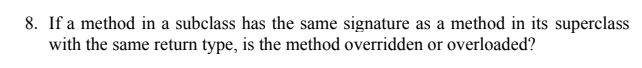 8. If a method in a subclass has the same signature as a method in its superclass
with the same return type, is the method overridden or overloaded?